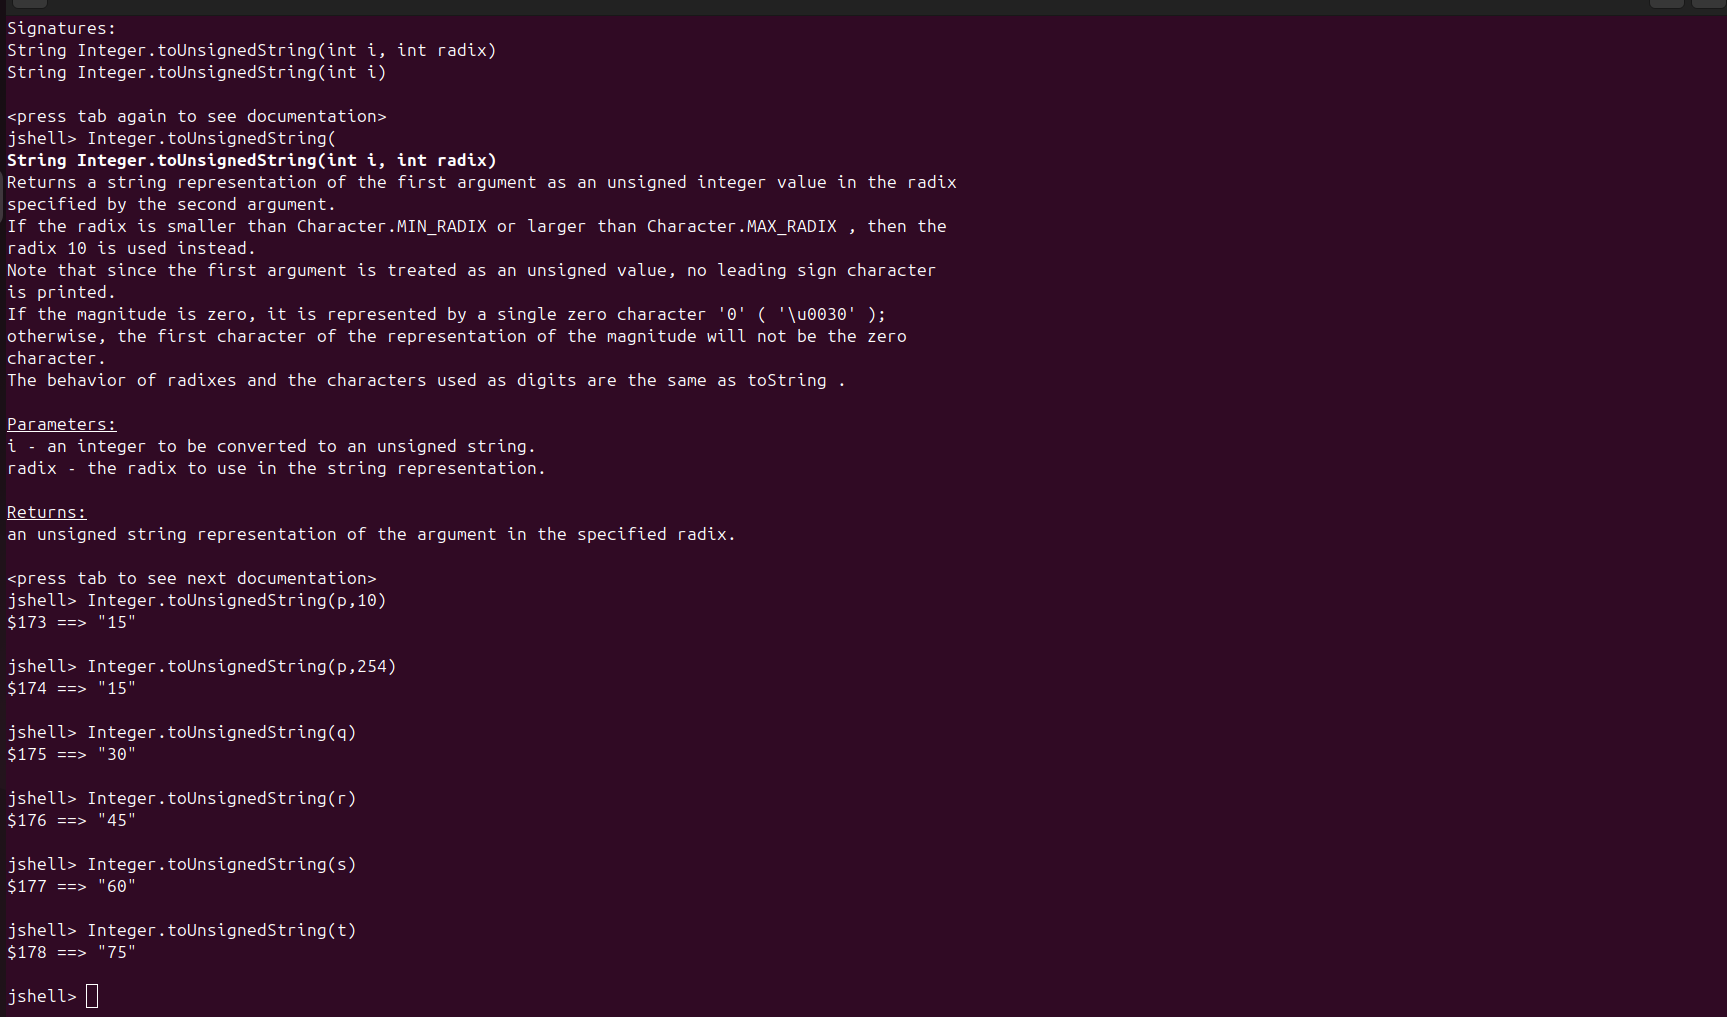 Signatures:
String Integer.toUnsignedString(int i, int radix)
String Integer.toUnsignedString(int i)
<press tab again to see documentation>
jshell> Integer.toUnsignedString(
String Integer.toUnsignedString(int i, int radix)
Returns a string representation of the first argument as an unsigned integer value in the radix
specified by the second argument.
If the radix is smaller than Character.MIN_RADIX or larger than Character.MAX_RADIX , then the
radix 10 is used instead.
Note that since the first argument is treated as an unsigned value, no leading sign character
is printed.
If the magnitude is zero, it is represented by a single zero character '0' ( '\u0030' );
otherwise, the first character of the representation of the magnitude will not be the zero
character.
The behavior of radixes and the characters used as digits are the same as toString .
Parameters:
i - an integer to be converted to an unsigned string.
radix - the radix to use in the string representation.
Returns:
an unsigned string representation of the argument in the specified radix.
<press tab to see next documentation>
jshell> Integer.toUnsignedString(p,10)
$173 ==> "15"
jshell> Integer.toUnsignedString(p,254)
$174 ==> "15"
jshell> Integer.toUnsignedString(q)
$175 ==> "30"
jshell> Integer.toUnsignedString(r)
$176 ==> "45"
jshell> Integer.toUnsignedString(s)
$177 ==> "60"
jshell> Integer.toUnsignedString(t)
$178 ==> "75"
jshell>